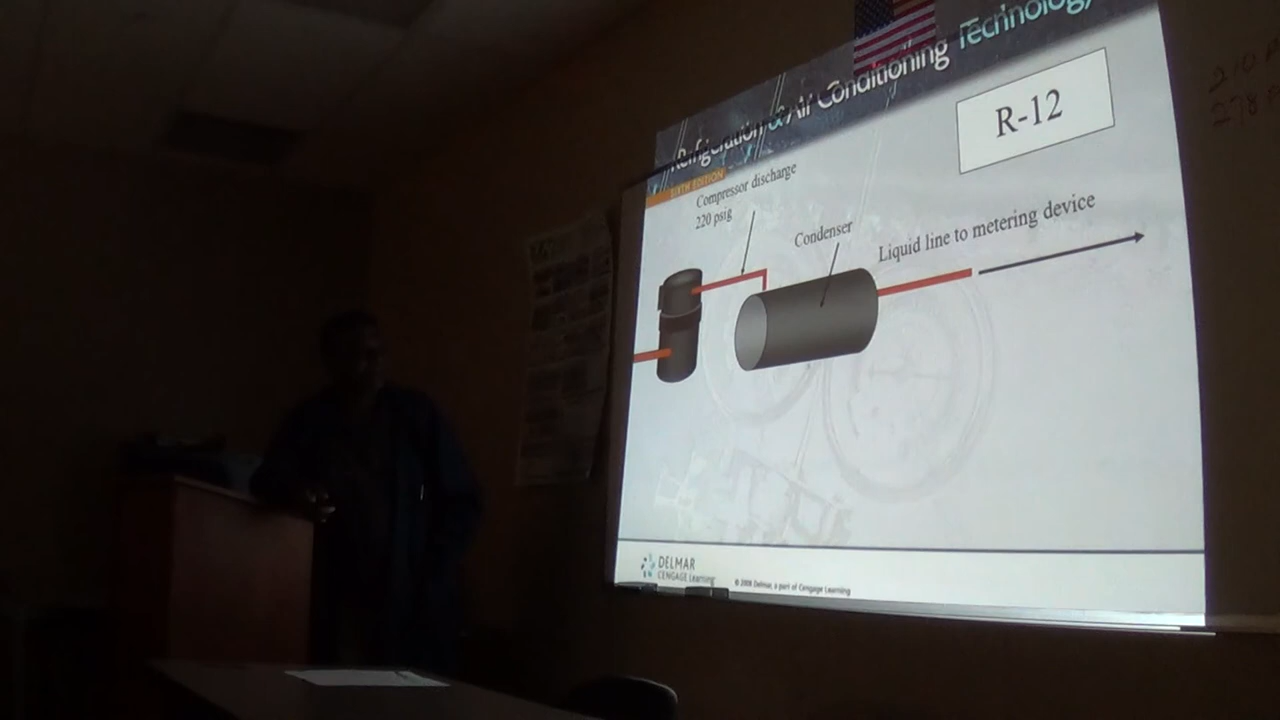 Refrigeration & Air Conditioning Technology
SIXTH EDITION
R-12
Compressor discharge
220 psig
Condenser
Liquid line to metering device
DELMAR
CENGAGE Learning
© 2009 Delmar, a part of Cengage Learning